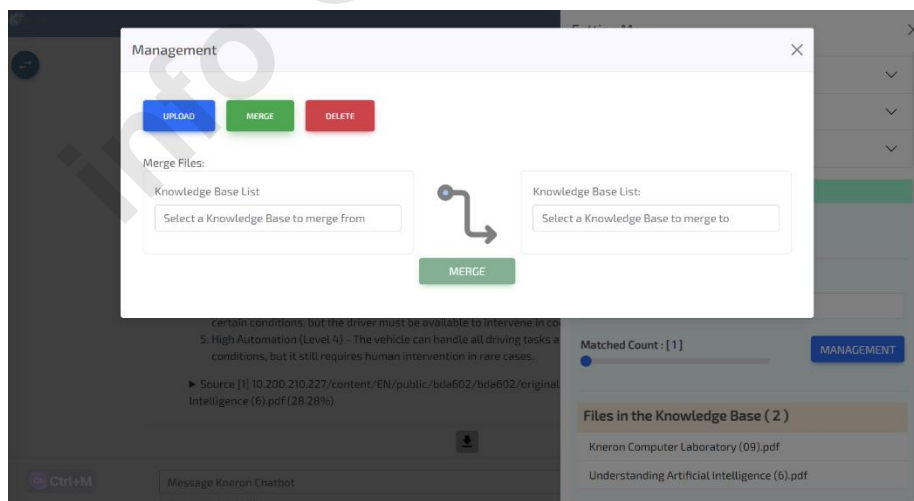 Management
UPLOAD
MERGE
DELETE
Merge Files:
Knowledge Base List
Select a Knowledge Base to merge from
Knowledge Base List:
Select a Knowledge Base to merge to
MERGE
certain conditions, but the driver must be available to intervene in co
5. High Automation (Level 4) - The vehicle can handle all driving tasks a
conditions, but it still requires human intervention in rare cases.
▶ Source [1] 10.200.210.227/content/EN/public/bda602/bda602/original
Intelligence (6).pdf (28.28%)
Ctrl+M
Message Kneron Chatbot
Matched Count : [ 1 ]
MANAGEMENT
Files in the Knowledge Base ( 2 )
Kneron Computer Laboratory (09).pdf
Understanding Artificial Intelligence (6).pdf
info